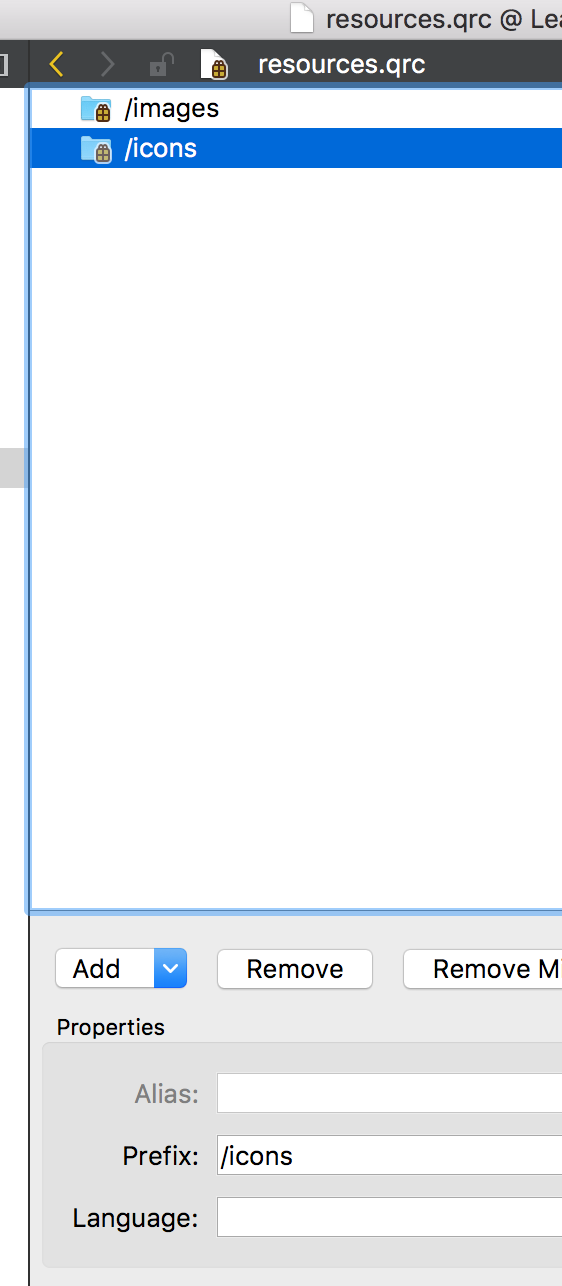 resources.qrc @ Lea
resources.qrc
/images
/icons
Add Remove Remove Mi
Properties
Alias:
Prefix: /icons
Language: